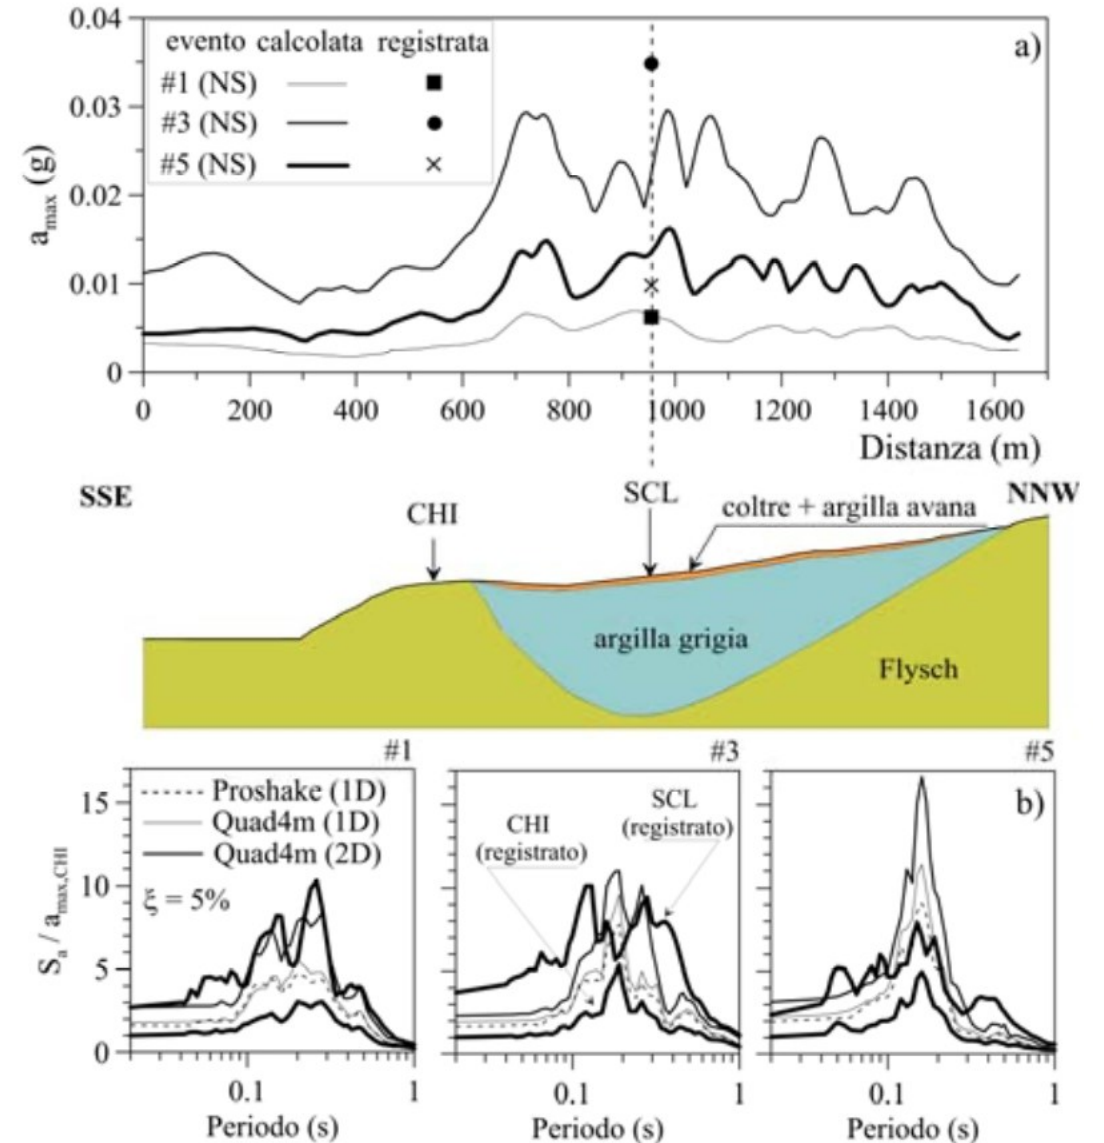 0.04
0.03
0.02
0.01
0
a_max (g)
evento calcolata registrata
#1 (NS)
#3 (NS)
#5 (NS)
a)
0 200 400 600 800 1000 1200 1400 1600
Distanza (m)
SSE
NNW
CHI
SCL
coltre + argilla avana
argilla grigia
Flysch
#1 #3 #5
15
10
5
0
S_a / a_max,CHI
Proshake (1D)
Quad4m (1D)
Quad4m (2D)
ξ = 5%
CHI
(registrato)
SCL
(registrato)
b)
0.1 1 0.1 1 0.1 1
Periodo (s) Periodo (s) Periodo (s)